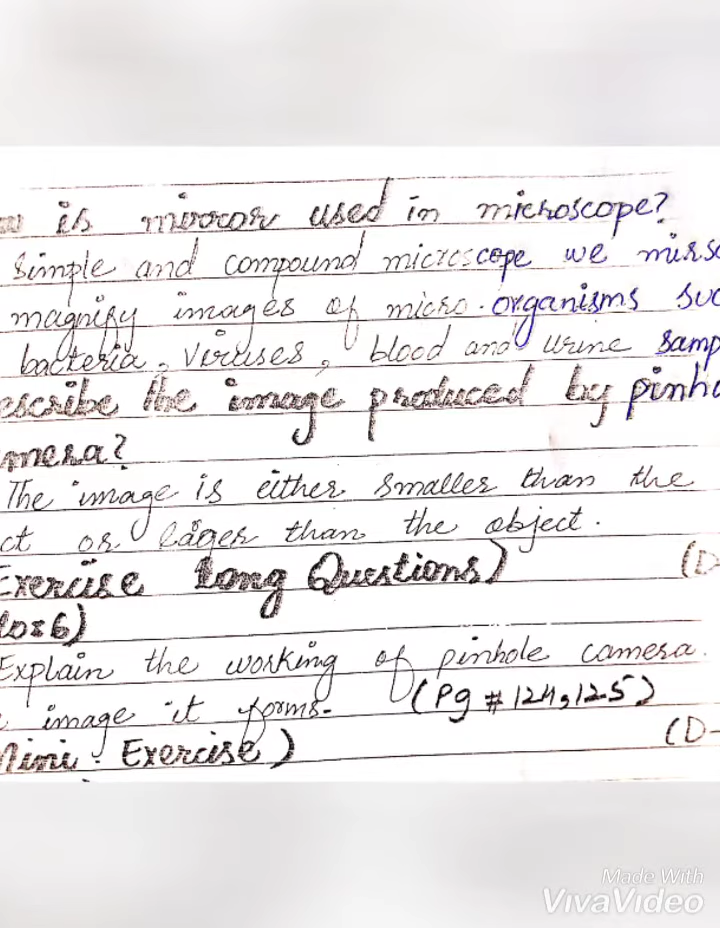 is mirror used in microscope?
simple and compound microscope we
magnify images of micro-organisms
bacteria, viruses, blood and urine samp
escribe the image produced by pinho
mera?
The image is either smaller than the
ct or lager than the object.
Exercise Long Questions)
(D-
Explain the working of pinhole camera.
image it forms.
(Pg # 124, 125)
Mini Exercise)
(D-
Made With
VivaVideo